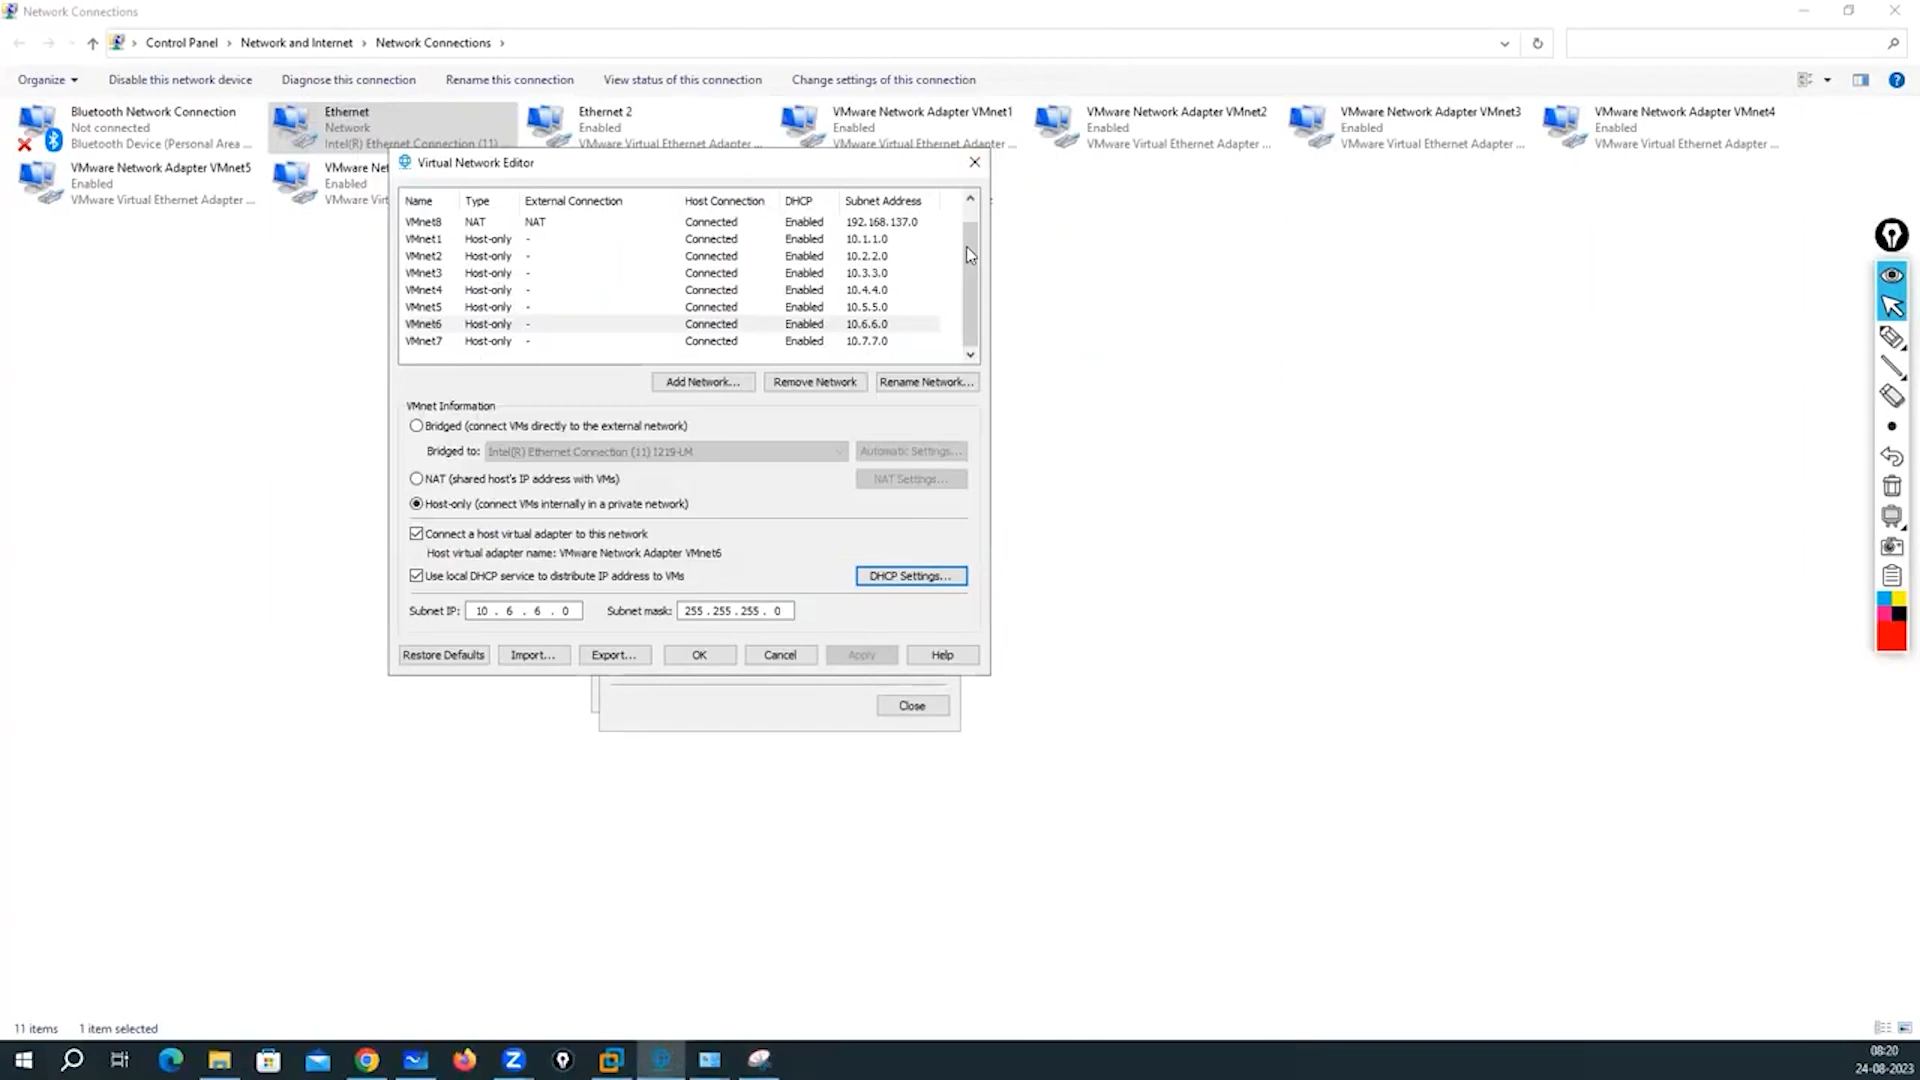 Network Connections
Control Panel > Network and Internet > Network Connections >
Organize Disable this network device Diagnose this connection Rename this connection View status of this connection Change settings of this connection
Bluetooth Network Connection
Not connected
Bluetooth Device (Personal Area ...
Ethernet
Network
Intel(R) Ethernet Connection (11) ...
Ethernet 2
Enabled
VMware Virtual Ethernet Adapter ...
VMware Network Adapter VMnet1
Enabled
VMware Virtual Ethernet Adapter ...
VMware Network Adapter VMnet2
Enabled
VMware Virtual Ethernet Adapter ...
VMware Network Adapter VMnet3
Enabled
VMware Virtual Ethernet Adapter ...
VMware Network Adapter VMnet4
Enabled
VMware Virtual Ethernet Adapter ...
VMware Network Adapter VMnet5
Enabled
VMware Virtual Ethernet Adapter ...
VMware Net
Enabled
VMware Virt
Virtual Network Editor
Name Type External Connection Host Connection DHCP Subnet Address
VMnet8 NAT NAT Connected Enabled 192.168.137.0
VMnet1 Host-only - Connected Enabled 10.1.1.0
VMnet2 Host-only - Connected Enabled 10.2.2.0
VMnet3 Host-only - Connected Enabled 10.3.3.0
VMnet4 Host-only - Connected Enabled 10.4.4.0
VMnet5 Host-only - Connected Enabled 10.5.5.0
VMnet6 Host-only - Connected Enabled 10.6.6.0
VMnet7 Host-only - Connected Enabled 10.7.7.0
Add Network... Remove Network Rename Network...
VMnet Information
Bridged (connect VMs directly to the external network)
Bridged to: Intel(R) Ethernet Connection (11) I219-LM Automatic Settings...
NAT (shared host's IP address with VMs) NAT Settings...
Host-only (connect VMs internally in a private network)
Connect a host virtual adapter to this network
Host virtual adapter name: VMware Network Adapter VMnet6
Use local DHCP service to distribute IP address to VMs DHCP Settings...
Subnet IP: 10 . 6 . 6 . 0 Subnet mask: 255 . 255 . 255 . 0
Restore Defaults Import... Export... OK Cancel Apply Help
Close
11 items 1 item selected
08:20
24-08-2023